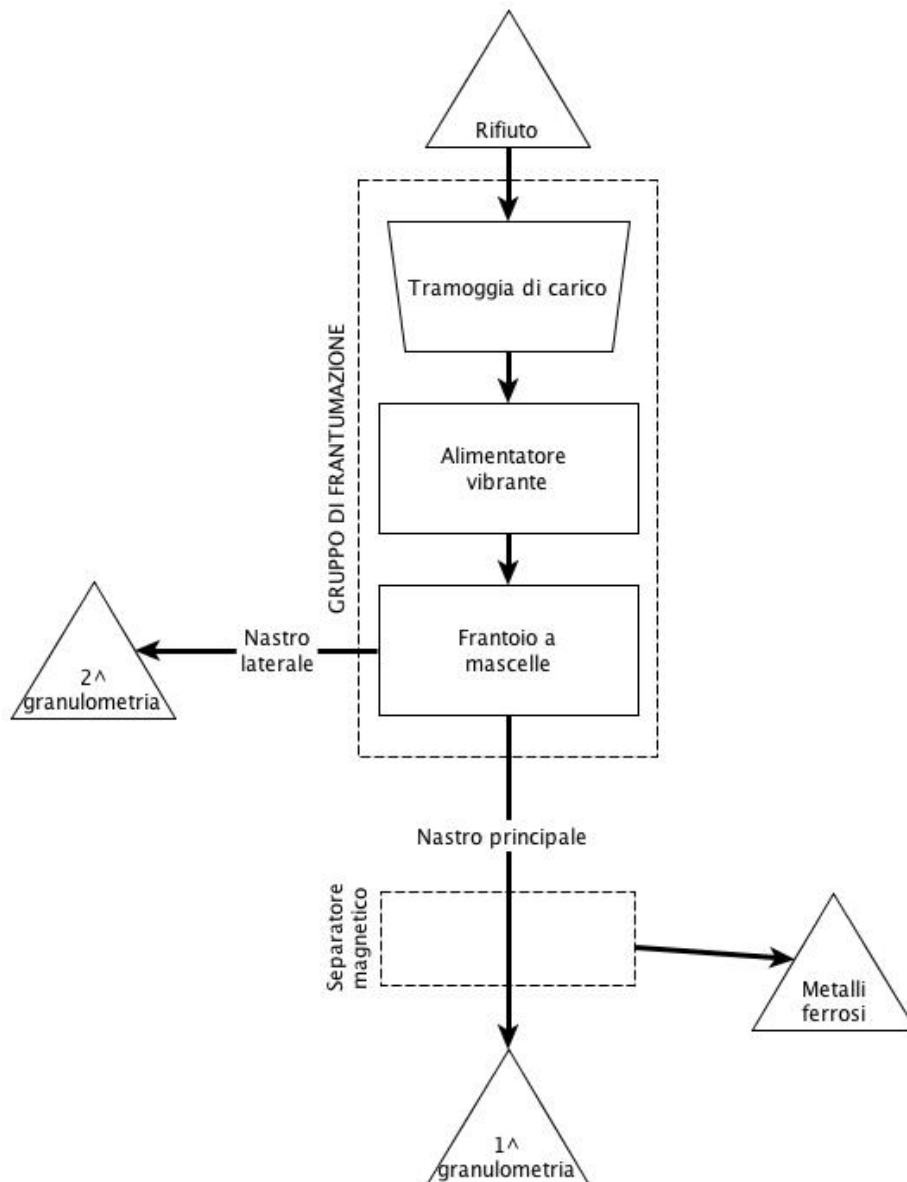 Rifiuto
Tramoggia di carico
GRUPPO DI FRANTUMAZIONE
Alimentatore
vibrante
Frantoio a
mascelle
Nastro
laterale
2^
granulometria
Nastro principale
Separatore
magnetico
Metalli
ferrosi
1^
granulometria